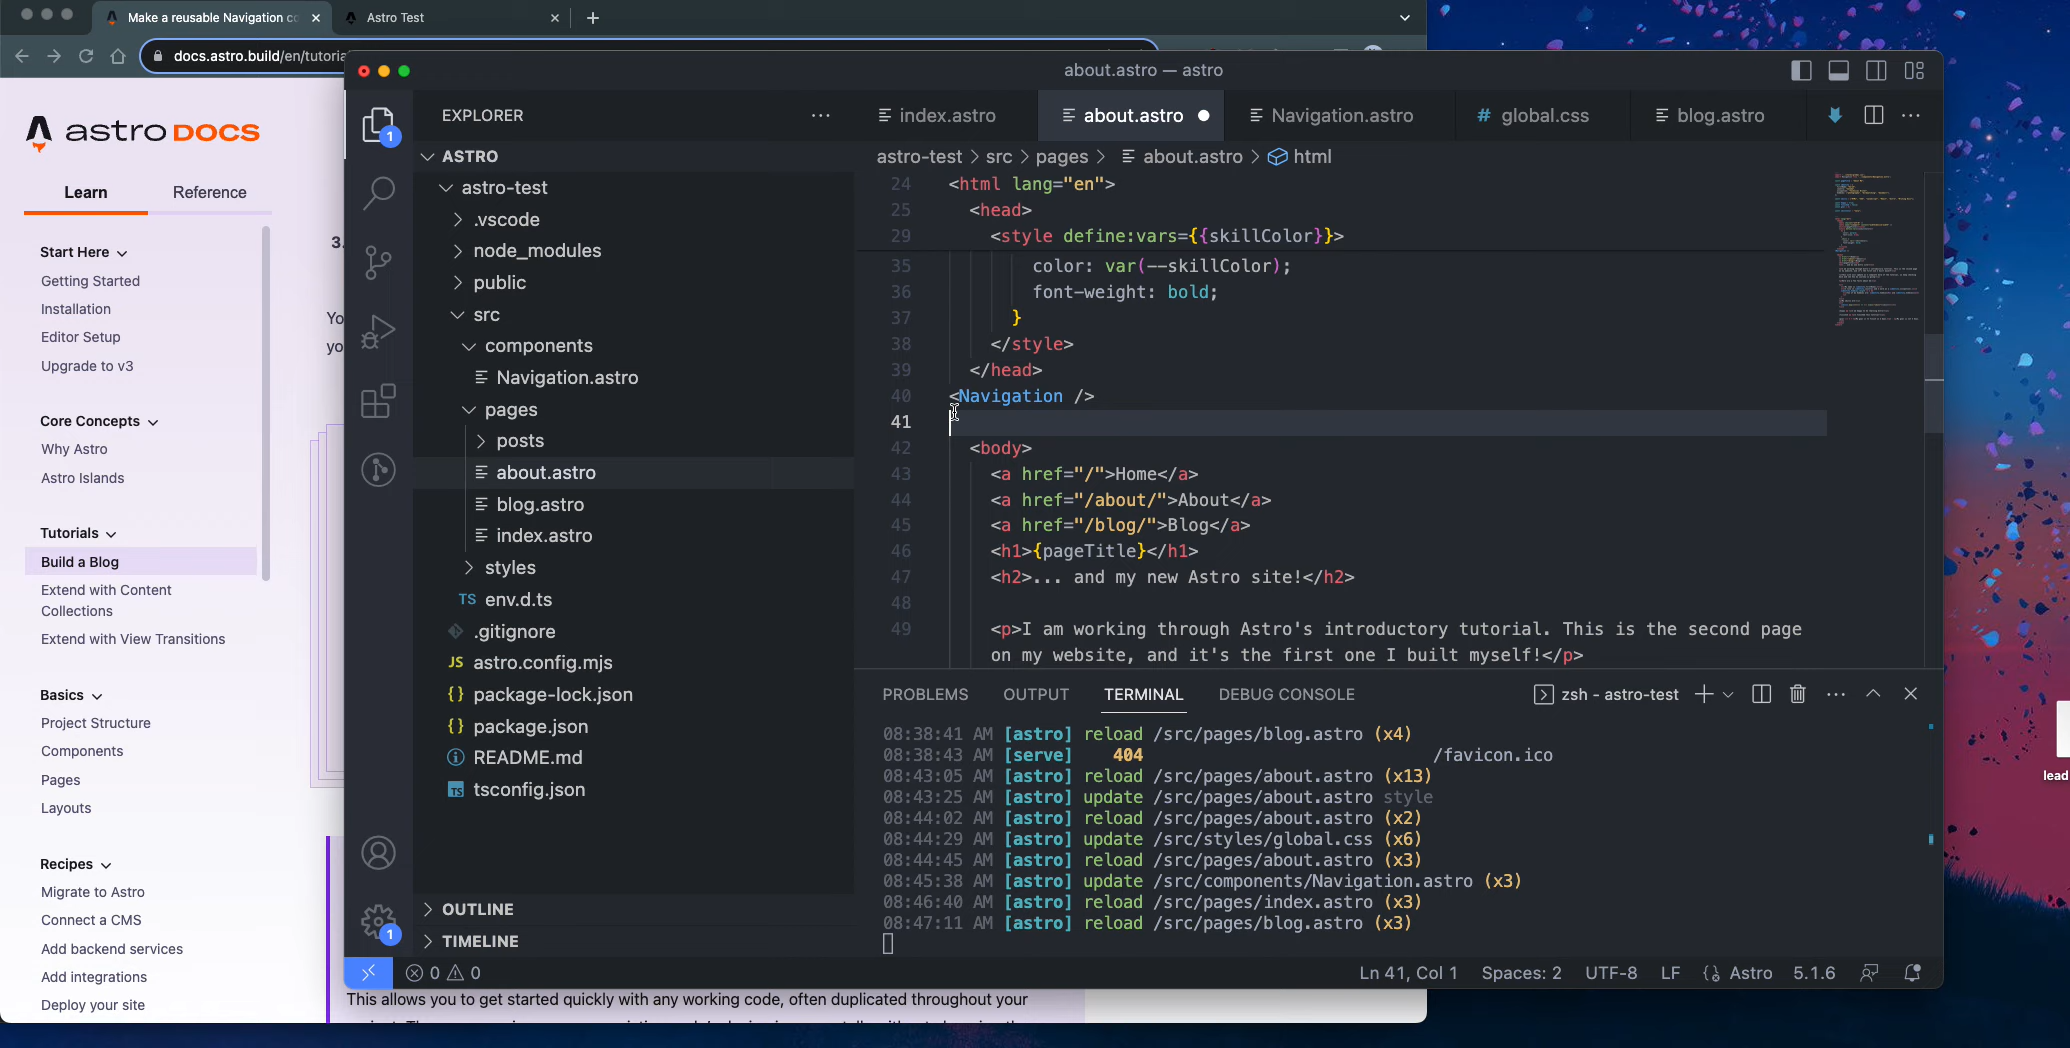 Make a reusable Navigation co
Astro Test
docs.astro.build/en/tutoria
astro DOCS
Learn
Reference
Start Here
Getting Started
Installation
Editor Setup
Upgrade to v3
Core Concepts
Why Astro
Astro Islands
Tutorials
Build a Blog
Extend with Content
Collections
Extend with View Transitions
Basics
Project Structure
Components
Pages
Layouts
Recipes
Migrate to Astro
Connect a CMS
Add backend services
Add integrations
Deploy your site
3.
Yo
yo
This allows you to get started quickly with any working code, often duplicated throughout your
about.astro — astro
1
EXPLORER
ASTRO
astro-test
.vscode
node_modules
public
src
components
Navigation.astro
pages
posts
about.astro
blog.astro
index.astro
styles
TS env.d.ts
.gitignore
JS astro.config.mjs
{} package-lock.json
{} package.json
README.md
TS tsconfig.json
OUTLINE
TIMELINE
1
index.astro
about.astro
Navigation.astro
# global.css
blog.astro
astro-test > src > pages > about.astro > html
24 <html lang="en">
25 <head>
29 <style define:vars={{skillColor}}>
35 color: var(--skillColor);
36 font-weight: bold;
37 }
38 </style>
39 </head>
40 <Navigation />
41
42 <body>
43 <a href="/">Home</a>
44 <a href="/about/">About</a>
45 <a href="/blog/">Blog</a>
46 <h1>{pageTitle}</h1>
47 <h2>... and my new Astro site!</h2>
48
49 <p>I am working through Astro's introductory tutorial. This is the second page
on my website, and it's the first one I built myself!</p>
PROBLEMS
OUTPUT
TERMINAL
DEBUG CONSOLE
zsh - astro-test
08:38:41 AM [astro] reload /src/pages/blog.astro (x4)
08:38:43 AM [serve] 404 /favicon.ico
08:43:05 AM [astro] reload /src/pages/about.astro (x13)
08:43:25 AM [astro] update /src/pages/about.astro style
08:44:02 AM [astro] reload /src/pages/about.astro (x2)
08:44:29 AM [astro] update /src/styles/global.css (x6)
08:44:45 AM [astro] reload /src/pages/about.astro (x3)
08:45:38 AM [astro] update /src/components/Navigation.astro (x3)
08:46:40 AM [astro] reload /src/pages/index.astro (x3)
08:47:11 AM [astro] reload /src/pages/blog.astro (x3)
0 0
Ln 41, Col 1
Spaces: 2
UTF-8
LF
Astro
5.1.6
lead